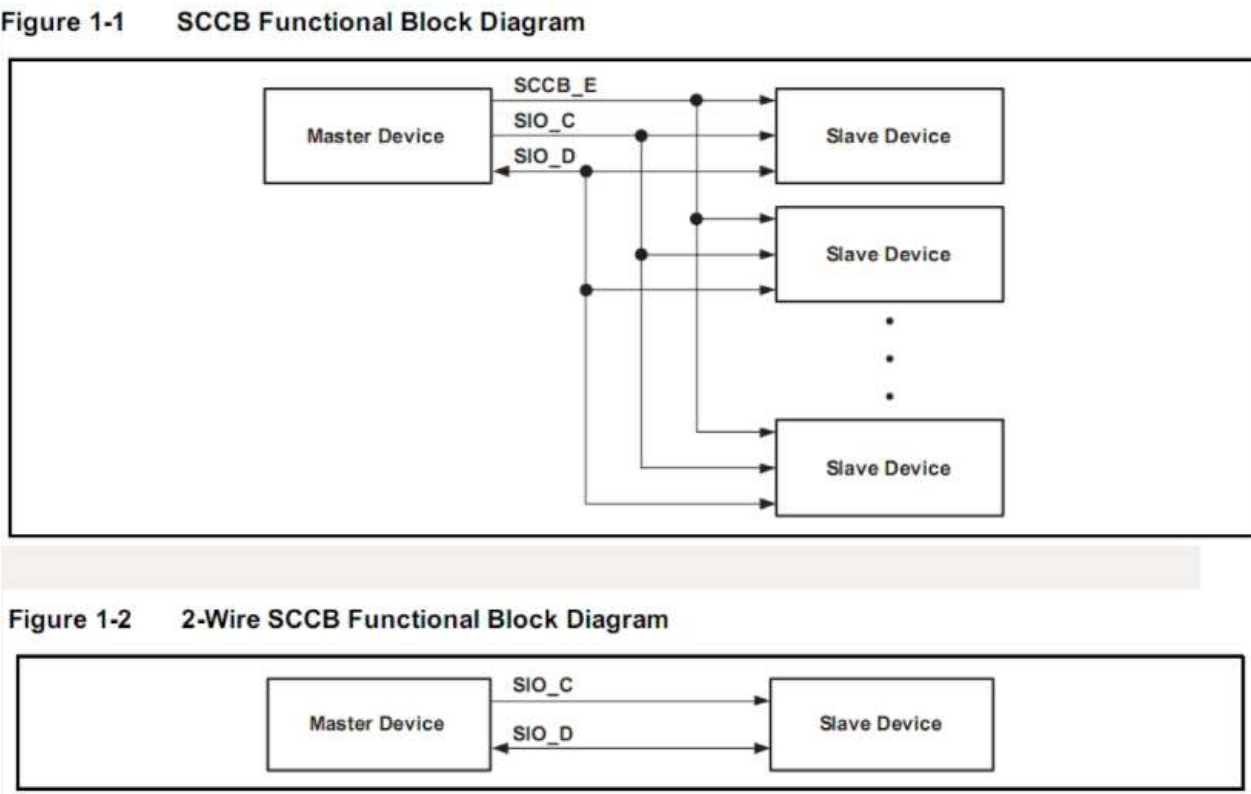 Figure 1-1 SCCB Functional Block Diagram
SCCB_E
Master Device
SIO_C
Slave Device
SIO_D
Slave Device
Slave Device
Figure 1-2 2-Wire SCCB Functional Block Diagram
SIO_C
Master Device
Slave Device
SIO_D